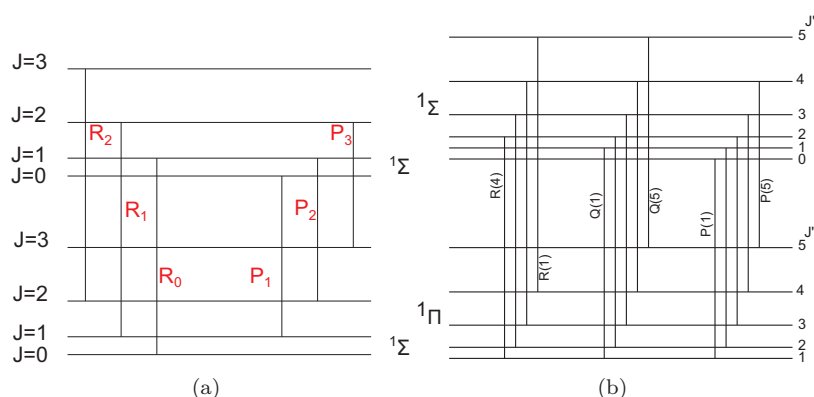 J=3
J=2
J=1
J=0
J=3
J=2
J=1
J=0
R₂
R₁
R₀
P₃
P₂
P₁
¹Σ
¹Σ
(a)
J'
5
4
3
2
1
0
¹Σ
R(4)
Q(1)
Q(5)
P(1)
P(5)
R(1)
J'
5
4
3
2
1
¹Π
(b)